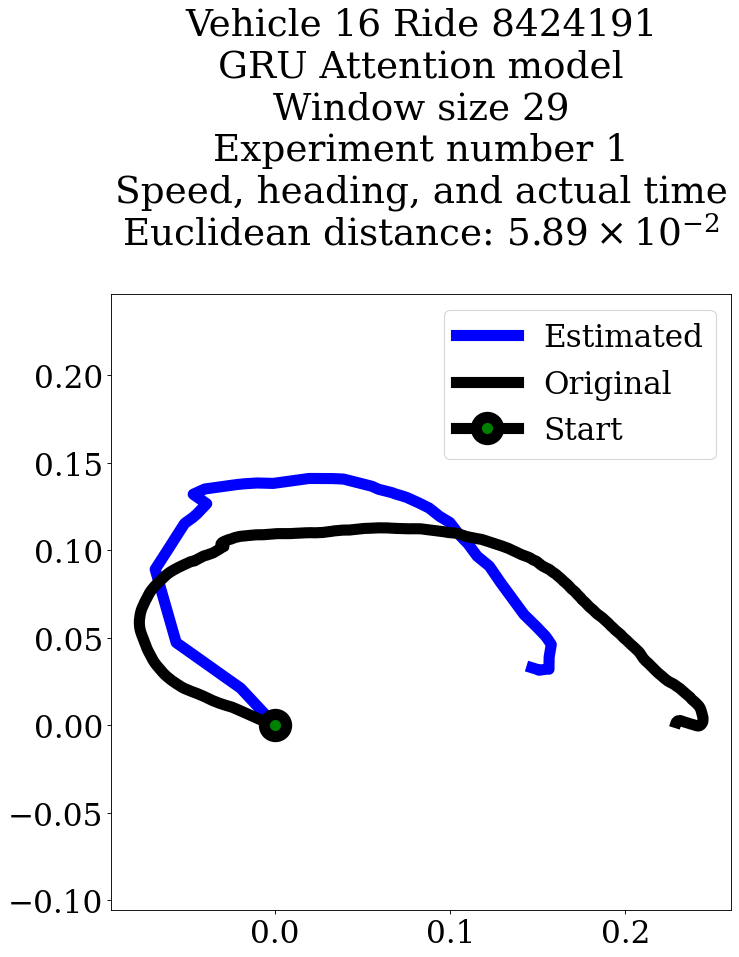 Vehicle 16 Ride 8424191
GRU Attention model
Window size 29
Experiment number 1
Speed, heading, and actual time
Euclidean distance: 5.89 × 10⁻²
Estimated
Original
Start
0.20
0.15
0.10
0.05
0.00
−0.05
−0.10
0.0 0.1 0.2